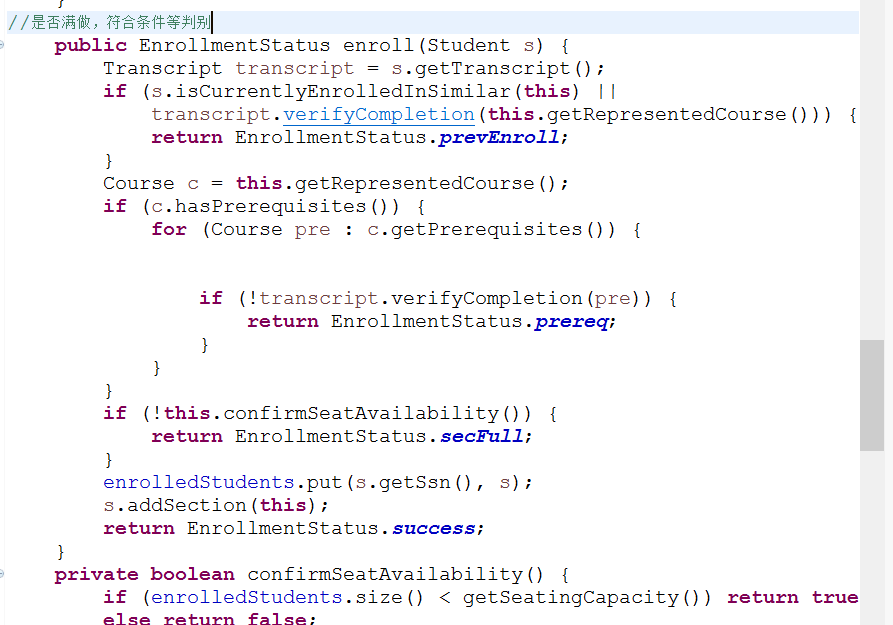 }
//是否满做，符合条件等判别
public EnrollmentStatus enroll(Student s) {
Transcript transcript = s.getTranscript();
if (s.isCurrentlyEnrolledInSimilar(this) ||
transcript.verifyCompletion(this.getRepresentedCourse())) {
return EnrollmentStatus.prevEnroll;
}
Course c = this.getRepresentedCourse();
if (c.hasPrerequisites()) {
for (Course pre : c.getPrerequisites()) {
if (!transcript.verifyCompletion(pre)) {
return EnrollmentStatus.prereq;
}
}
}
if (!this.confirmSeatAvailability()) {
return EnrollmentStatus.secFull;
}
enrolledStudents.put(s.getSsn(), s);
s.addSection(this);
return EnrollmentStatus.success;
}
private boolean confirmSeatAvailability() {
if (enrolledStudents.size() < getSeatingCapacity()) return true
else return false;